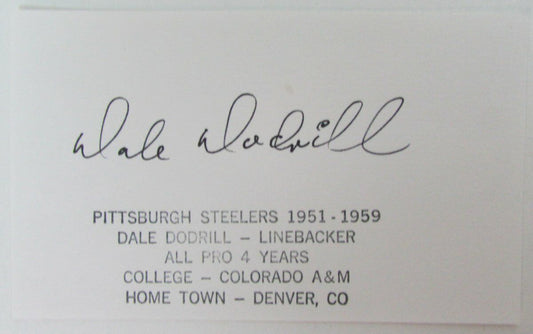 Dale Dodrill
PITTSBURGH STEELERS 1951-1959
DALE DODRILL – LINEBACKER
ALL PRO 4 YEARS
COLLEGE – COLORADO A&M
HOME TOWN – DENVER, CO